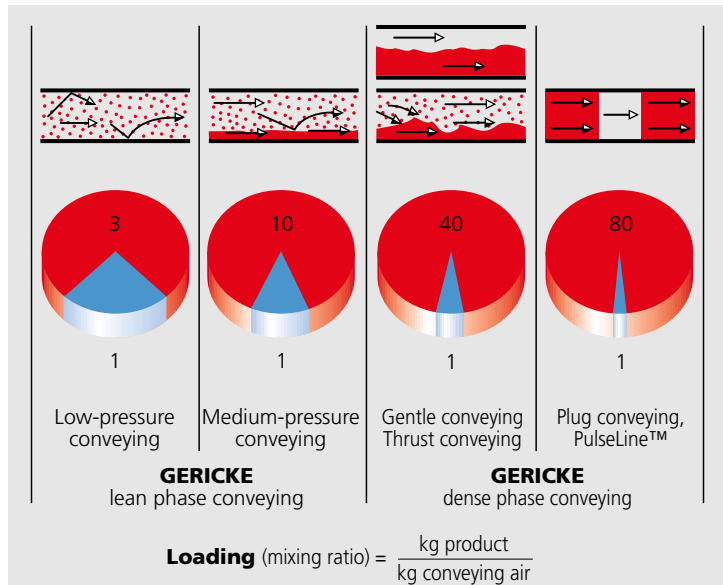 3
10
40
80
1
1
1
1
Low-pressure
conveying
Medium-pressure
conveying
Gentle conveying
Thrust conveying
Plug conveying,
PulseLine™
GERICKE
lean phase conveying
GERICKE
dense phase conveying
Loading (mixing ratio) = kg product
kg conveying air